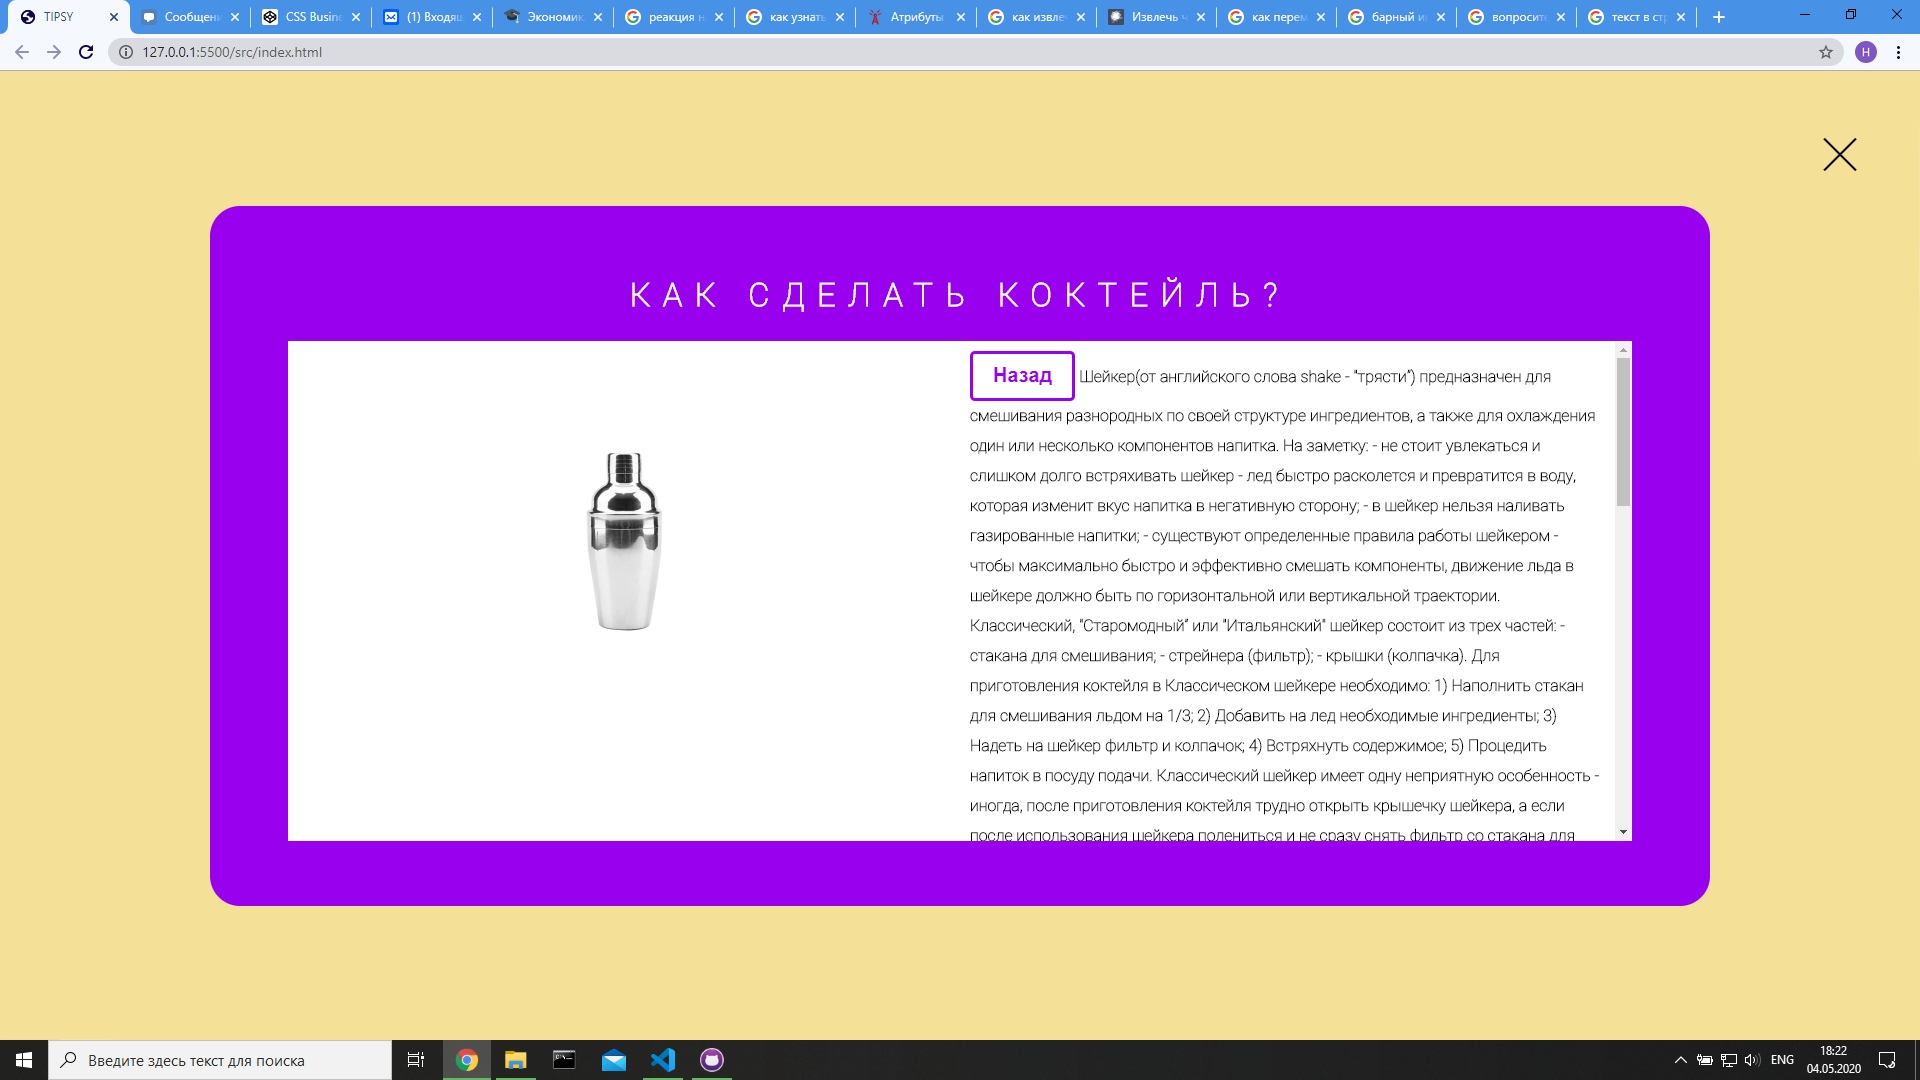 TIPSY
Сообщени
CSS Busin
(1) Входящ
Экономик
реакция н
как узнать
Атрибуты
как извлеч
Извлечь ч
как перем
барный и
вопросите
текст в стр
127.0.0.1:5500/src/index.html
H
КАК СДЕЛАТЬ КОКТЕЙЛЬ?
Назад Шейкер(от английского слова shake - "трясти") предназначен для
смешивания разнородных по своей структуре ингредиентов, а также для охлаждения
один или несколько компонентов напитка. На заметку: - не стоит увлекаться и
слишком долго встряхивать шейкер - лед быстро расколется и превратится в воду,
которая изменит вкус напитка в негативную сторону; - в шейкер нельзя наливать
газированные напитки; - существуют определенные правила работы шейкером -
чтобы максимально быстро и эффективно смешать компоненты, движение льда в
шейкере должно быть по горизонтальной или вертикальной траектории.
Классический, "Старомодный" или "Итальянский" шейкер состоит из трех частей: -
стакана для смешивания; - стрейнера (фильтр); - крышки (колпачка). Для
приготовления коктейля в Классическом шейкере необходимо: 1) Наполнить стакан
для смешивания льдом на 1/3; 2) Добавить на лед необходимые ингредиенты; 3)
Надеть на шейкер фильтр и колпачок; 4) Встряхнуть содержимое; 5) Процедить
напиток в посуду подачи. Классический шейкер имеет одну неприятную особенность -
иногда, после приготовления коктейля трудно открыть крышечку шейкера, а если
после использования шейкера полениться и не сразу снять фильтр со стакана для
Введите здесь текст для поиска
ENG
18:22
04.05.2020